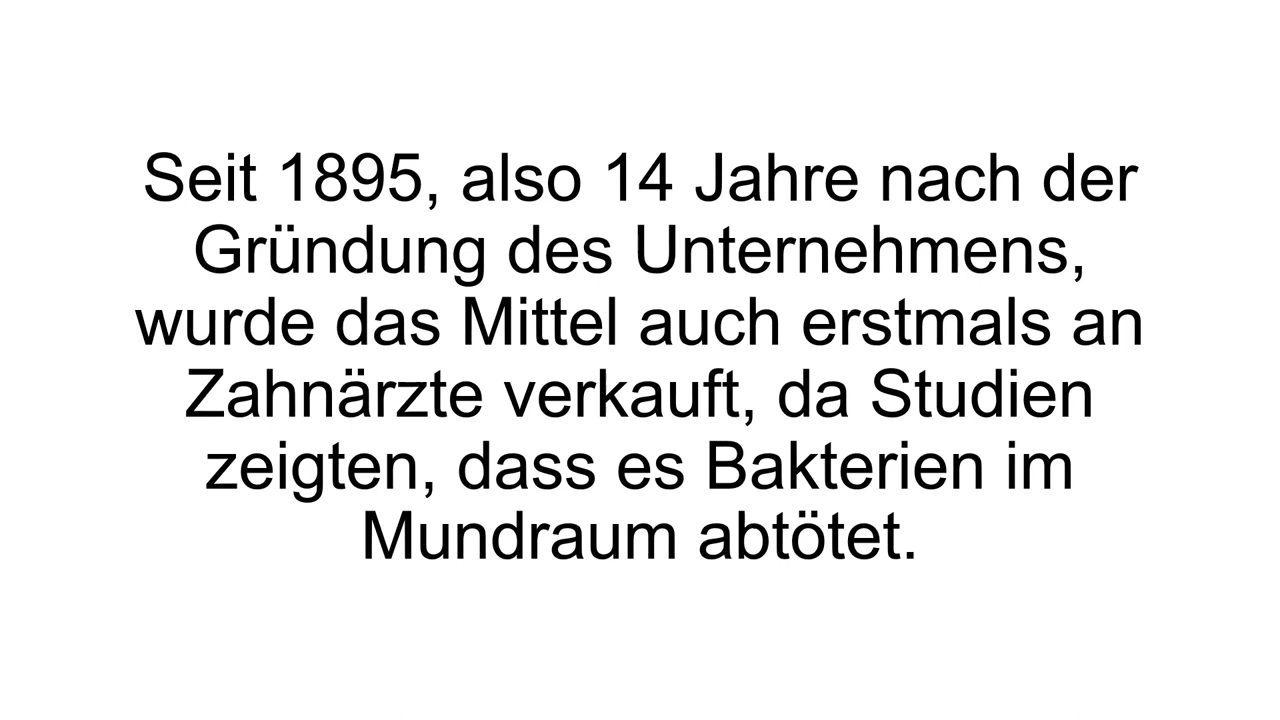 Seit 1895, also 14 Jahre nach der
Gründung des Unternehmens,
wurde das Mittel auch erstmals an
Zahnärzte verkauft, da Studien
zeigten, dass es Bakterien im
Mundraum abtötet.